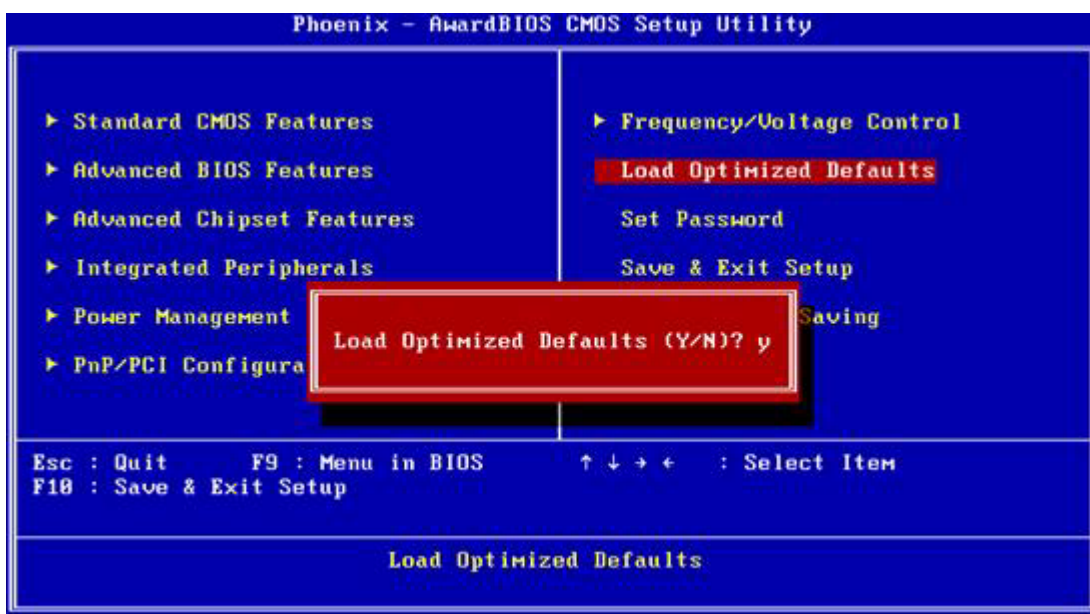 Phoenix - AwardBIOS CMOS Setup Utility
▶ Standard CMOS Features
▶ Advanced BIOS Features
▶ Advanced Chipset Features
▶ Integrated Peripherals
▶ Power Management
▶ PnP/PCI Configura
▶ Frequency/Voltage Control
Load Optimized Defaults
Set Password
Save & Exit Setup
Saving
Load Optimized Defaults (Y/N)? y
Esc : Quit F9 : Menu in BIOS ↑ ↓ → ← : Select Item
F10 : Save & Exit Setup
Load Optimized Defaults